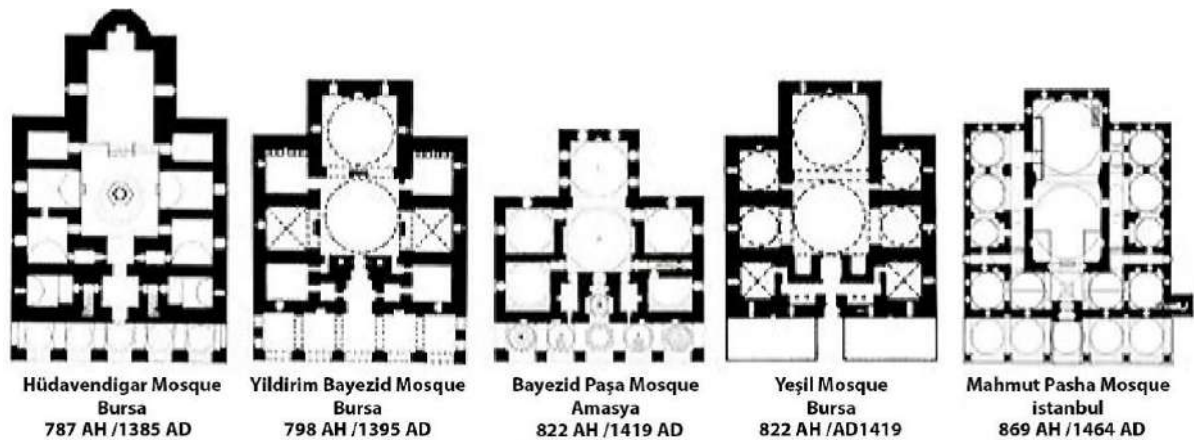 Hüdavendigar Mosque
Bursa
787 AH /1385 AD
Yildirim Bayezid Mosque
Bursa
798 AH /1395 AD
Bayezid Paşa Mosque
Amasya
822 AH /1419 AD
Yeşil Mosque
Bursa
822 AH /AD1419
Mahmut Pasha Mosque
istanbul
869 AH /1464 AD